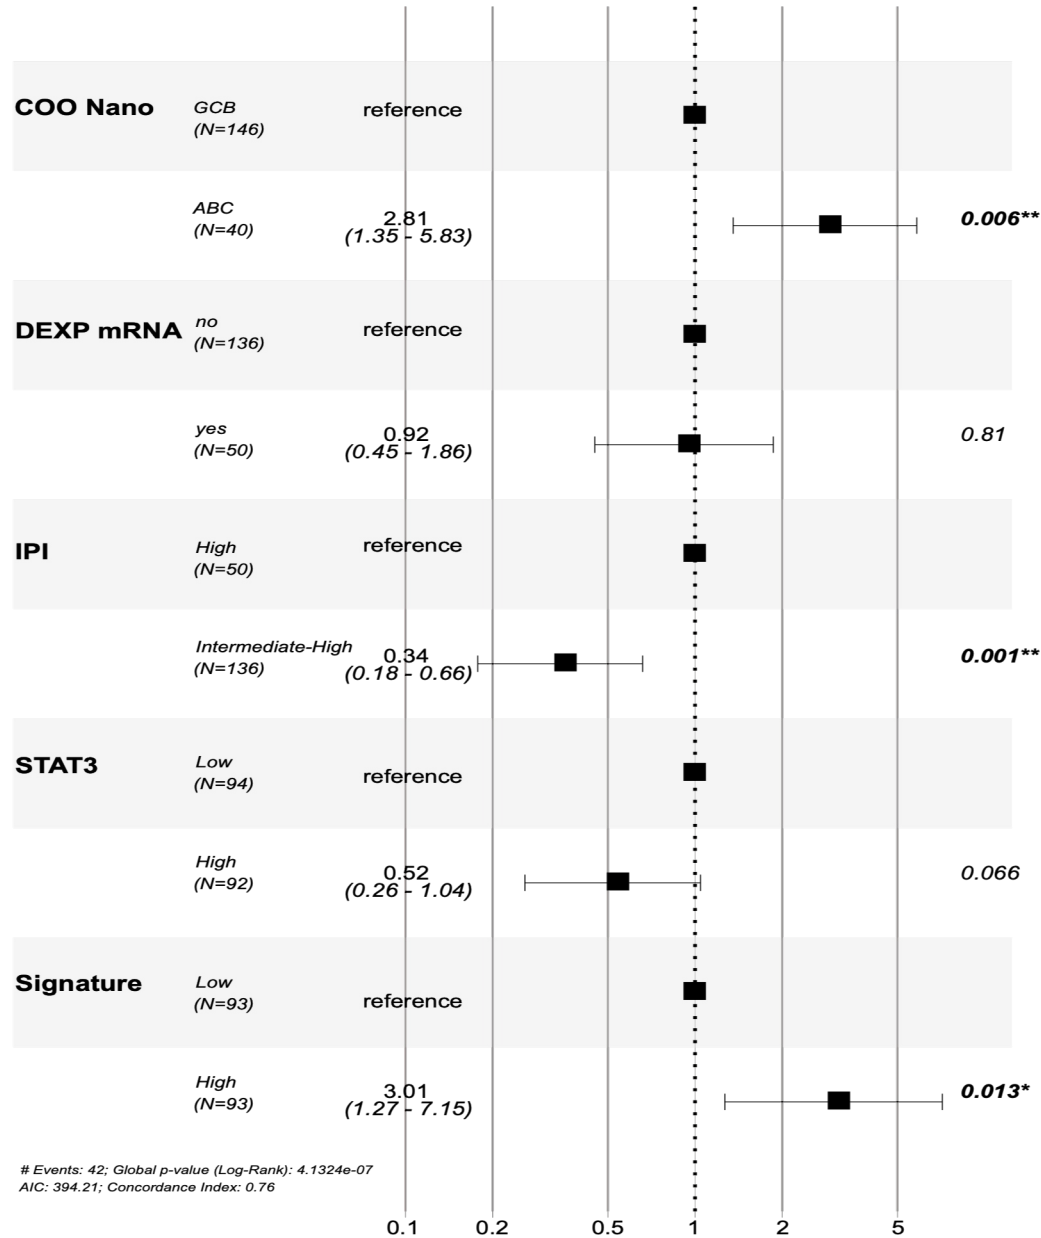 COO Nano GCB reference
(N=146)
ABC 2.81 0.006**
(N=40) (1.35 - 5.83)
DEXP mRNA no reference
(N=136)
yes 0.92 0.81
(N=50) (0.45 - 1.86)
IPI High reference
(N=50)
Intermediate-High 0.34 0.001**
(N=136) (0.18 - 0.66)
STAT3 Low reference
(N=94)
High 0.52 0.066
(N=92) (0.26 - 1.04)
Signature Low reference
(N=93)
High 3.01 0.013*
(N=93) (1.27 - 7.15)
# Events: 42; Global p-value (Log-Rank): 4.1324e-07
AIC: 394.21; Concordance Index: 0.76
0.1 0.2 0.5 1 2 5